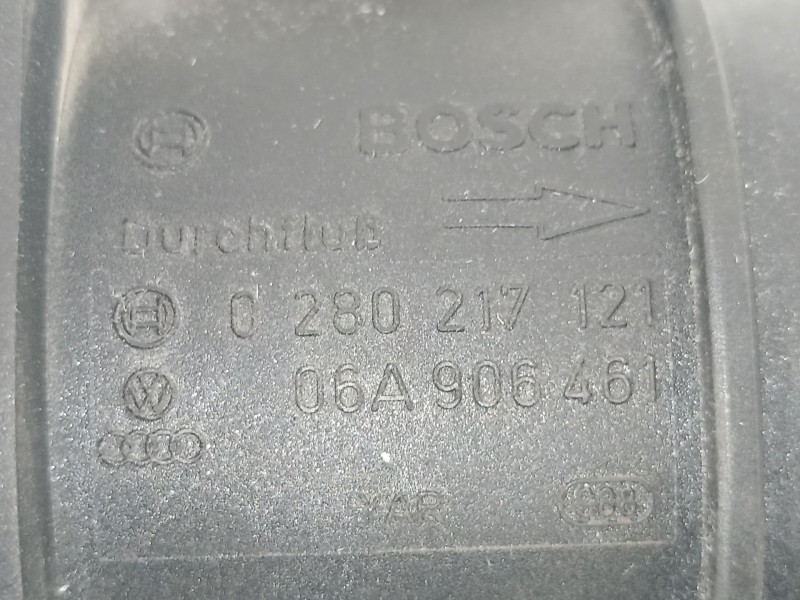 BOSCH
Durchfluß
0 280 217 121
06A 906 461